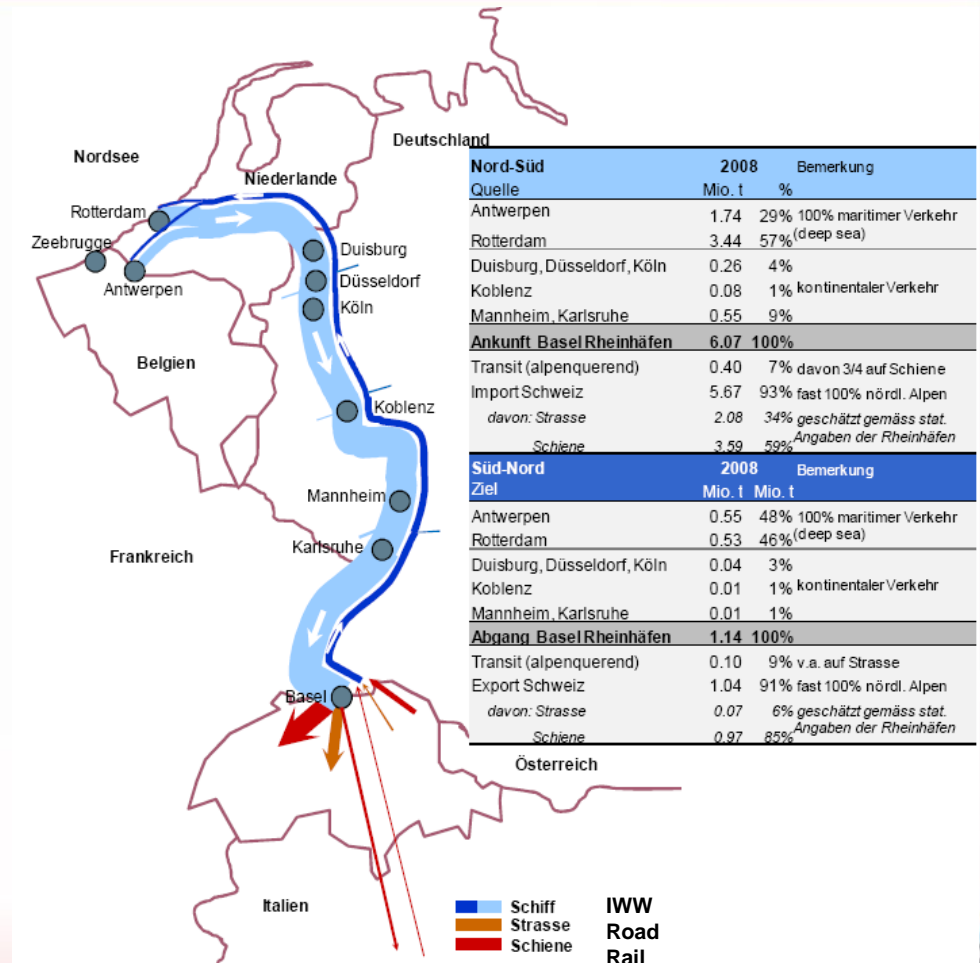 Deutschland
Nordsee
Niederlande
Rotterdam
Zeebrugge
Antwerpen
Duisburg
Düsseldorf
Köln
Belgien
Koblenz
Mannheim
Karlsruhe
Frankreich
Basel
Österreich
Italien
Nord-Süd 2008 Bemerkung
Quelle Mio. t %
Antwerpen 1.74 29% 100% maritimer Verkehr
Rotterdam 3.44 57% (deep sea)
Duisburg, Düsseldorf, Köln 0.26 4%
Koblenz 0.08 1% kontinentaler Verkehr
Mannheim, Karlsruhe 0.55 9%
Ankunft Basel Rheinhäfen 6.07 100%
Transit (alpenquerend) 0.40 7% davon 3/4 auf Schiene
Import Schweiz 5.67 93% fast 100% nördl. Alpen
davon: Strasse 2.08 34% geschätzt gemäss stat.
Schiene 3.59 59% Angaben der Rheinhäfen
Süd-Nord 2008 Bemerkung
Ziel Mio. t Mio. t
Antwerpen 0.55 48% 100% maritimer Verkehr
Rotterdam 0.53 46% (deep sea)
Duisburg, Düsseldorf, Köln 0.04 3%
Koblenz 0.01 1% kontinentaler Verkehr
Mannheim, Karlsruhe 0.01 1%
Abgang Basel Rheinhäfen 1.14 100%
Transit (alpenquerend) 0.10 9% v.a. auf Strasse
Export Schweiz 1.04 91% fast 100% nördl. Alpen
davon: Strasse 0.07 6% geschätzt gemäss stat.
Schiene 0.97 85% Angaben der Rheinhäfen
Schiff IWW
Strasse Road
Schiene Rail